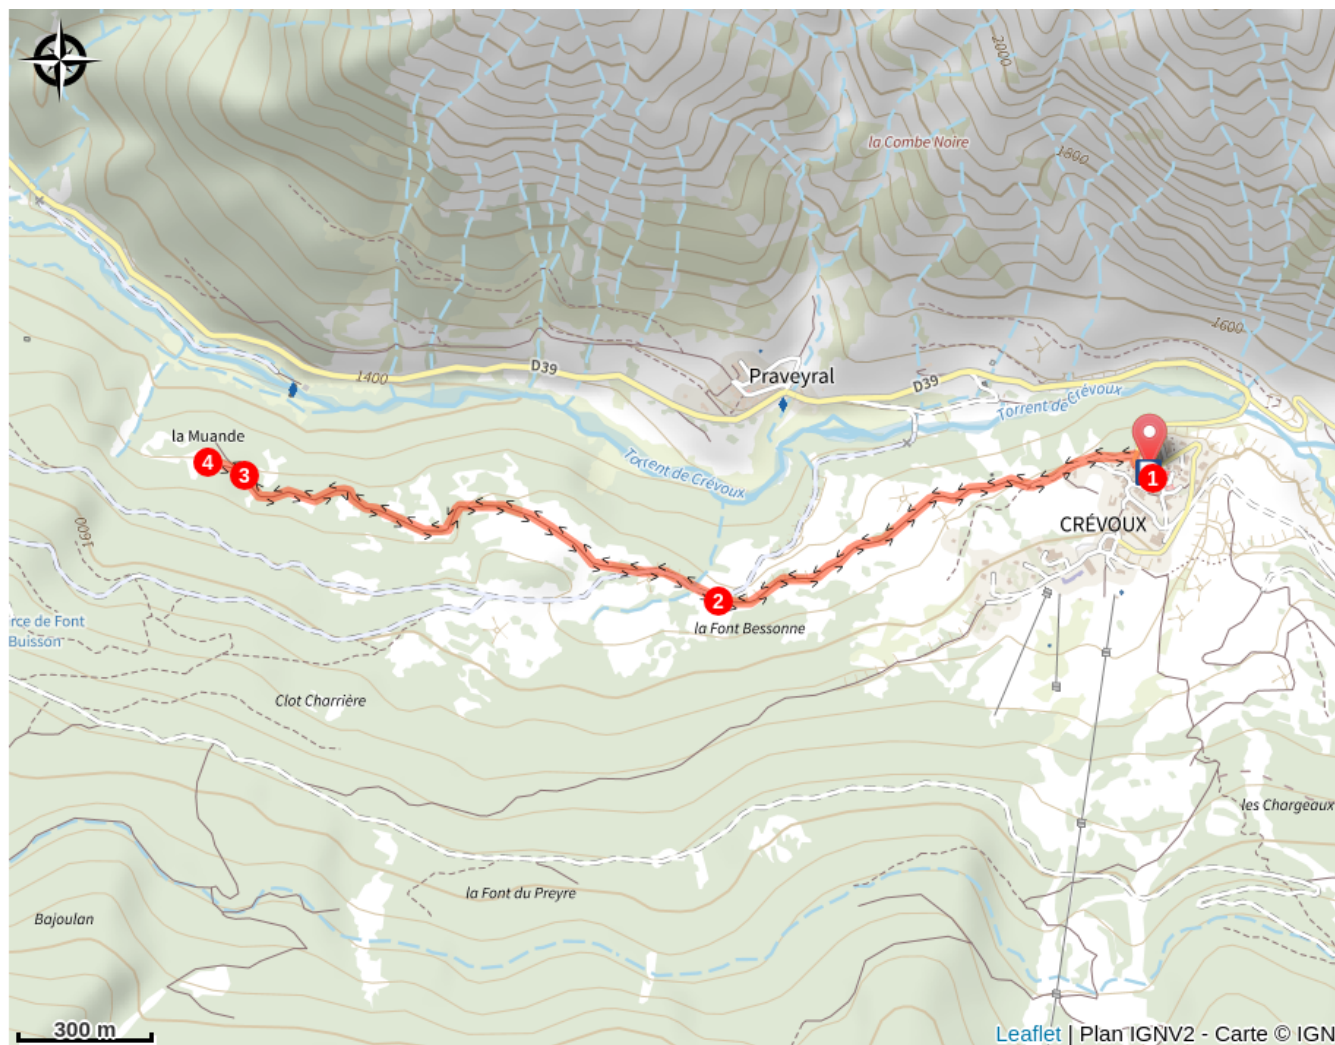 2000
la Combe Noire
1800
1600
D39
1400
Praveyral
D39
Torrent de Crévoux
la Muande
4
3
Torrent de Crévoux
1
CRÉVOUX
1600
2
la Font Bessonne
rce de Font
Buisson
Clot Charrière
les Chargeaux
la Font du Preyre
Bajoulan
300 m
Leaflet | Plan IGNV2 - Carte © IGN